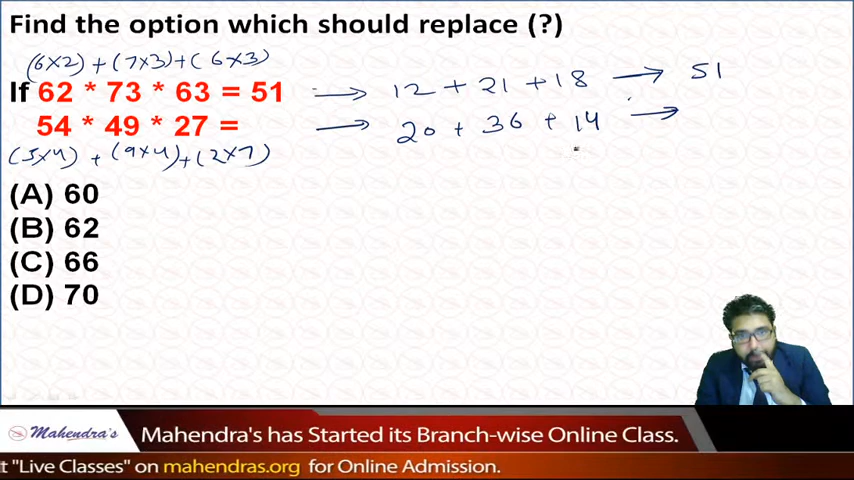 Find the option which should replace (?)
(6×2) + (7×3) + (6×3)
If 62 * 73 * 63 = 51 → 12 + 21 + 18 → 51
54 * 49 * 27 = → 20 + 36 + 14 →
(5×4) + (9×4) + (2×7)
(A) 60
(B) 62
(C) 66
(D) 70
Mahendra's Mahendra's has Started its Branch-wise Online Class.
t "Live Classes" on mahendras.org for Online Admission.